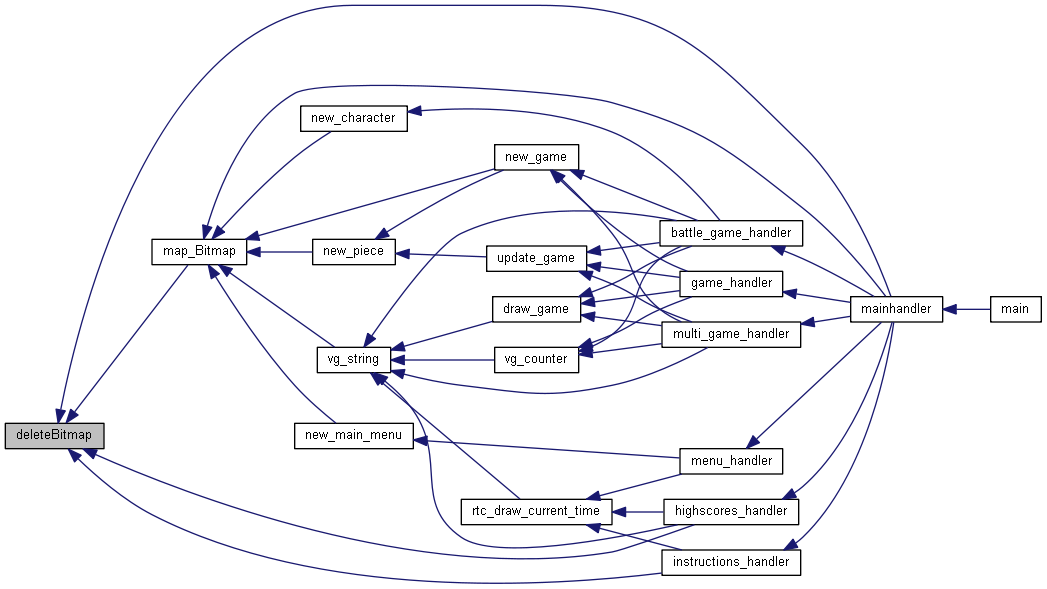 new_character
new_game
battle_game_handler
map_Bitmap
new_piece
update_game
game_handler
draw_game
mainhandler
main
multi_game_handler
vg_string
vg_counter
deleteBitmap
new_main_menu
menu_handler
rtc_draw_current_time
highscores_handler
instructions_handler